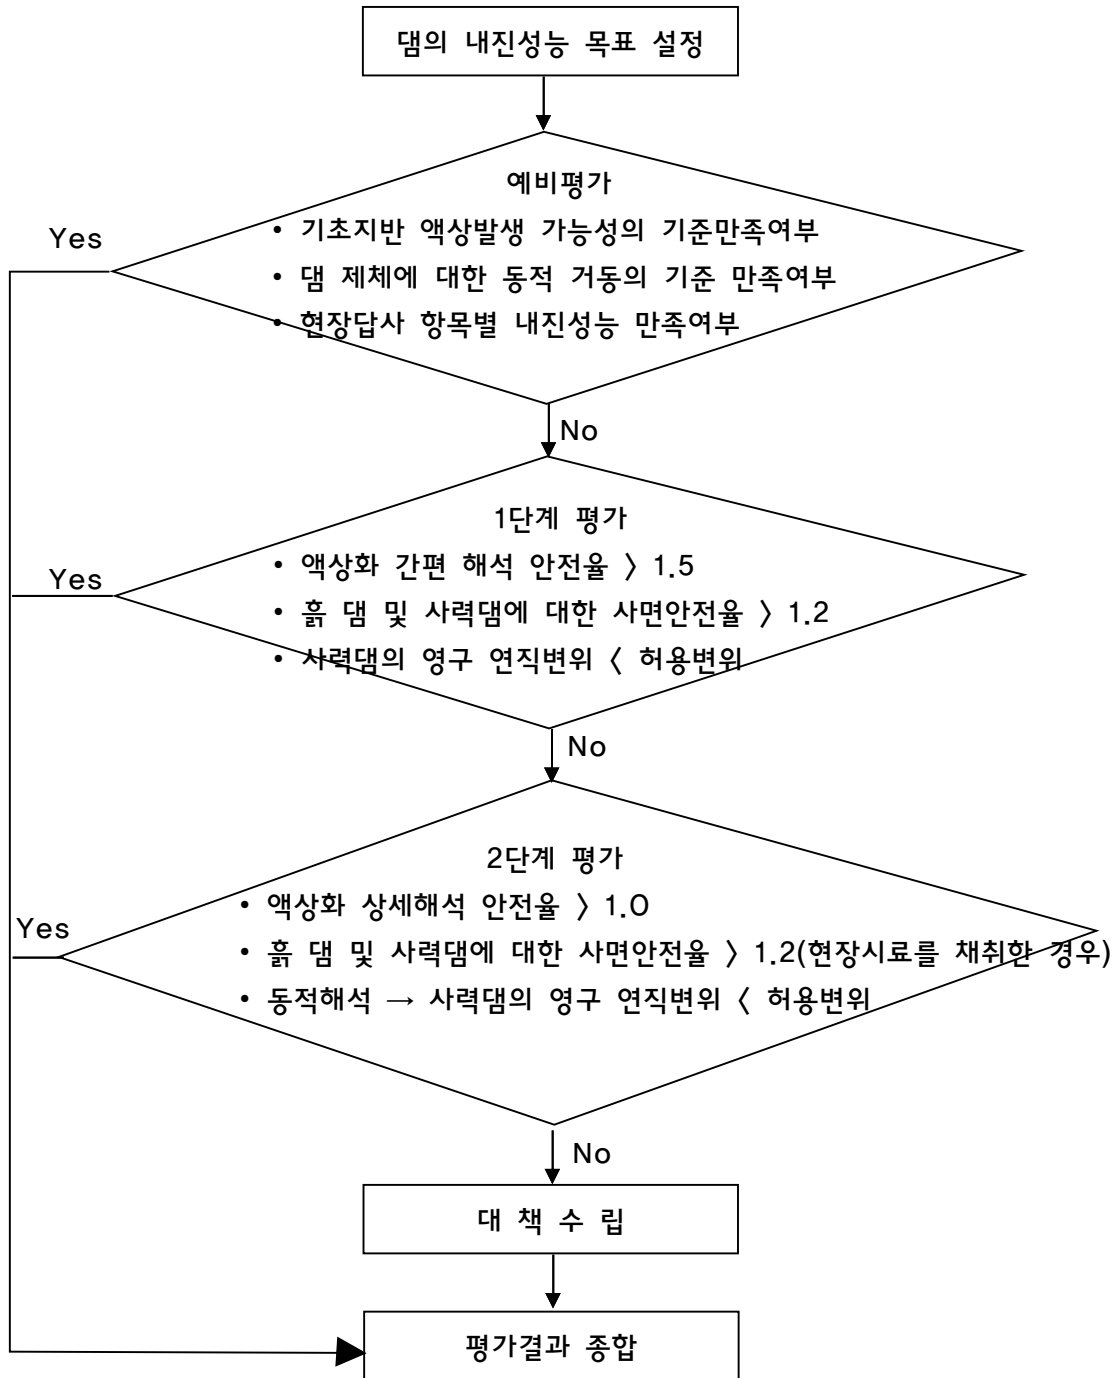 댐의 내진성능 목표 설정
예비평가
Yes
• 기초지반 액상발생 가능성의 기준만족여부
• 댐 제체에 대한 동적 거동의 기준 만족여부
• 현장답사 항목별 내진성능 만족여부
No
1단계 평가
Yes
• 액상화 간편 해석 안전율 〉 1.5
• 흙 댐 및 사력댐에 대한 사면안전율 〉 1.2
• 사력댐의 영구 연직변위 〈 허용변위
No
2단계 평가
Yes
• 액상화 상세해석 안전율 〉 1.0
• 흙 댐 및 사력댐에 대한 사면안전율 〉 1.2(현장시료를 채취한 경우)
• 동적해석 → 사력댐의 영구 연직변위 〈 허용변위
No
대 책 수 립
평가결과 종합